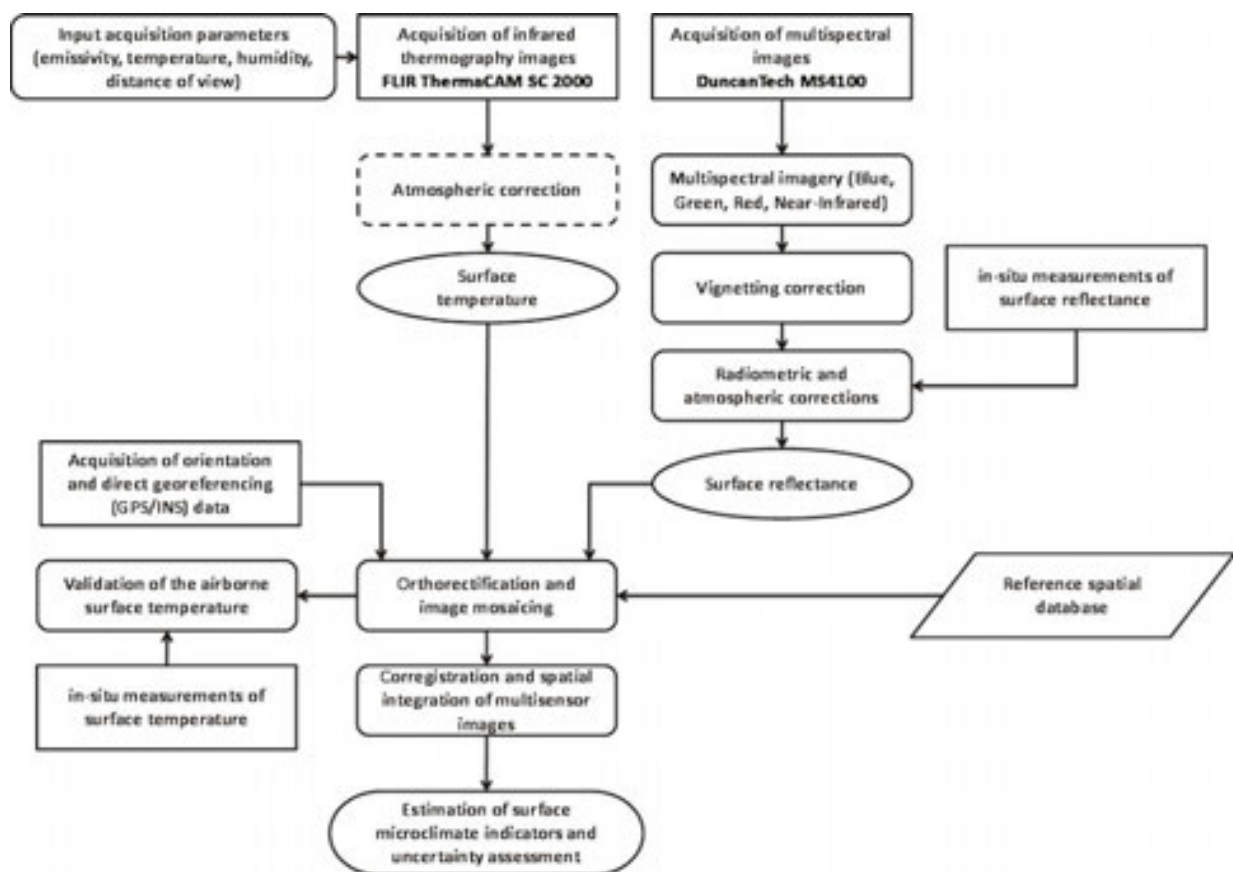 Input acquisition parameters
(emissivity, temperature, humidity,
distance of view)
Acquisition of infrared
thermography images
FLIR ThermaCAM SC 2000
Acquisition of multispectral
images
DuncanTech MS4100
Atmospheric correction
Multispectral imagery (Blue,
Green, Red, Near-Infrared)
Surface
temperature
Vignetting correction
in-situ measurements of
surface reflectance
Radiometric and
atmospheric corrections
Acquisition of orientation
and direct georeferencing
(GPS/INS) data
Surface reflectance
Validation of the airborne
surface temperature
Orthorectification and
image mosaicing
Reference spatial
database
in-situ measurements of
surface temperature
Corregistration and spatial
integration of multisensor
images
Estimation of surface
microclimate indicators and
uncertainty assessment